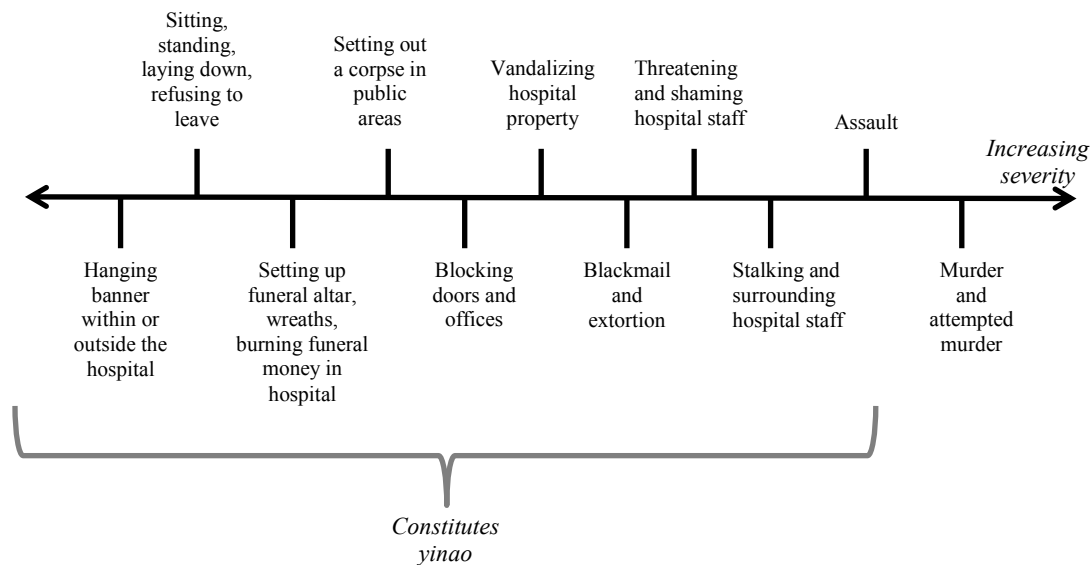 Sitting,
standing,
laying down,
refusing to
leave
Setting out
a corpse in
public
areas
Vandalizing
hospital
property
Threatening
and shaming
hospital staff
Assault
Increasing
severity
Hanging
banner
within or
outside the
hospital
Setting up
funeral altar,
wreaths,
burning funeral
money in
hospital
Blocking
doors and
offices
Blackmail
and
extortion
Stalking and
surrounding
hospital staff
Murder
and
attempted
murder
Constitutes
yinao